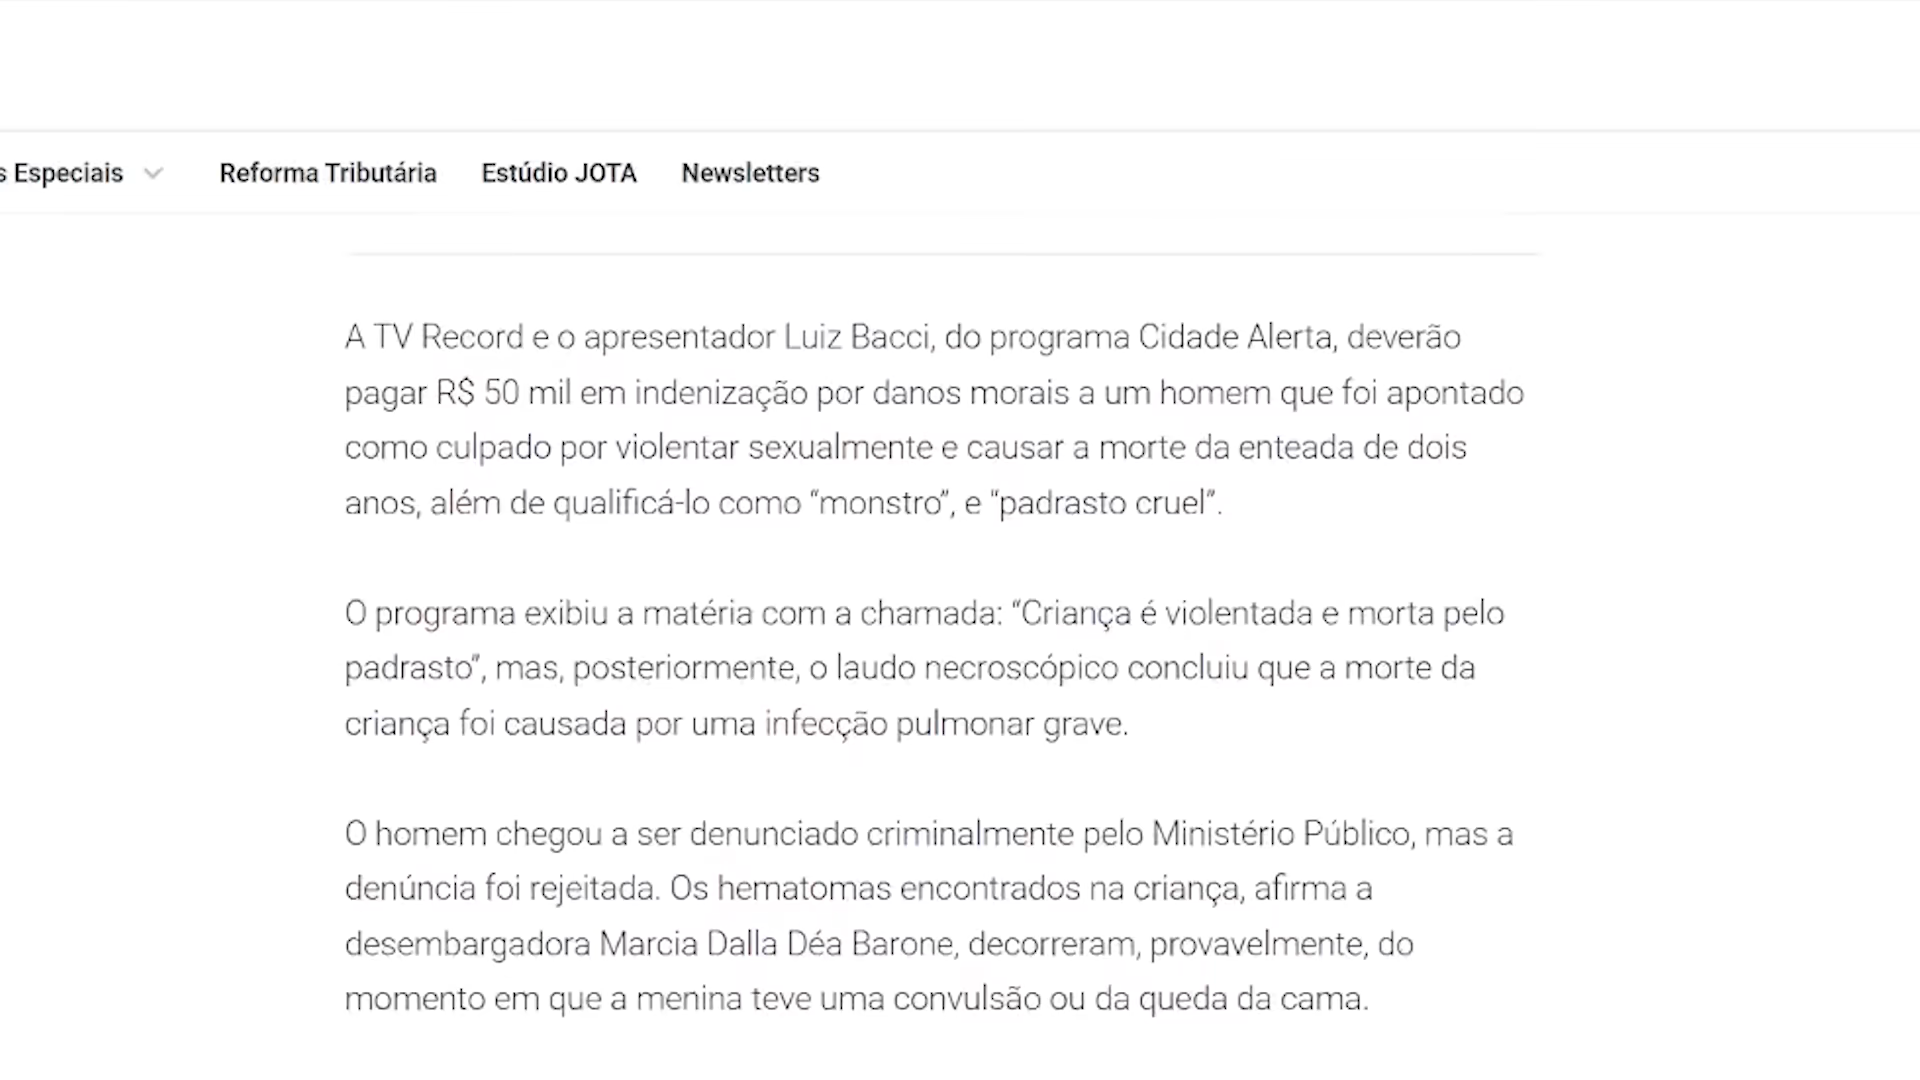 s Especiais
Reforma Tributária
Estúdio JOTA
Newsletters
A TV Record e o apresentador Luiz Bacci, do programa Cidade Alerta, deverão
pagar R$ 50 mil em indenização por danos morais a um homem que foi apontado
como culpado por violentar sexualmente e causar a morte da enteada de dois
anos, além de qualificá-lo como “monstro”, e “padrasto cruel”.
O programa exibiu a matéria com a chamada: “Criança é violentada e morta pelo
padrasto”, mas, posteriormente, o laudo necroscópico concluiu que a morte da
criança foi causada por uma infecção pulmonar grave.
O homem chegou a ser denunciado criminalmente pelo Ministério Público, mas a
denúncia foi rejeitada. Os hematomas encontrados na criança, afirma a
desembargadora Marcia Dalla Déa Barone, decorreram, provavelmente, do
momento em que a menina teve uma convulsão ou da queda da cama.